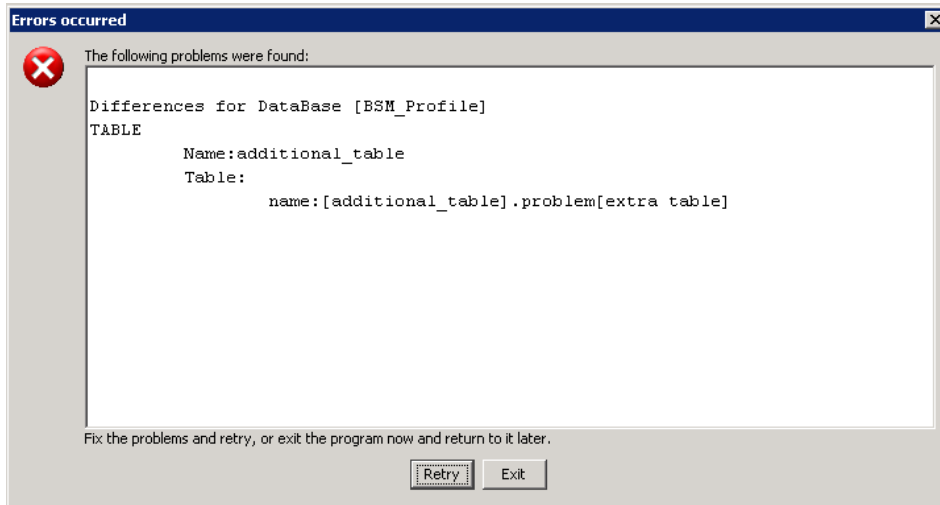 Errors occurred
The following problems were found:
Differences for DataBase [BSM_Profile]
TABLE
Name:additional_table
Table:
name:[additional_table].problem[extra table]
Fix the problems and retry, or exit the program now and return to it later.
Retry
Exit